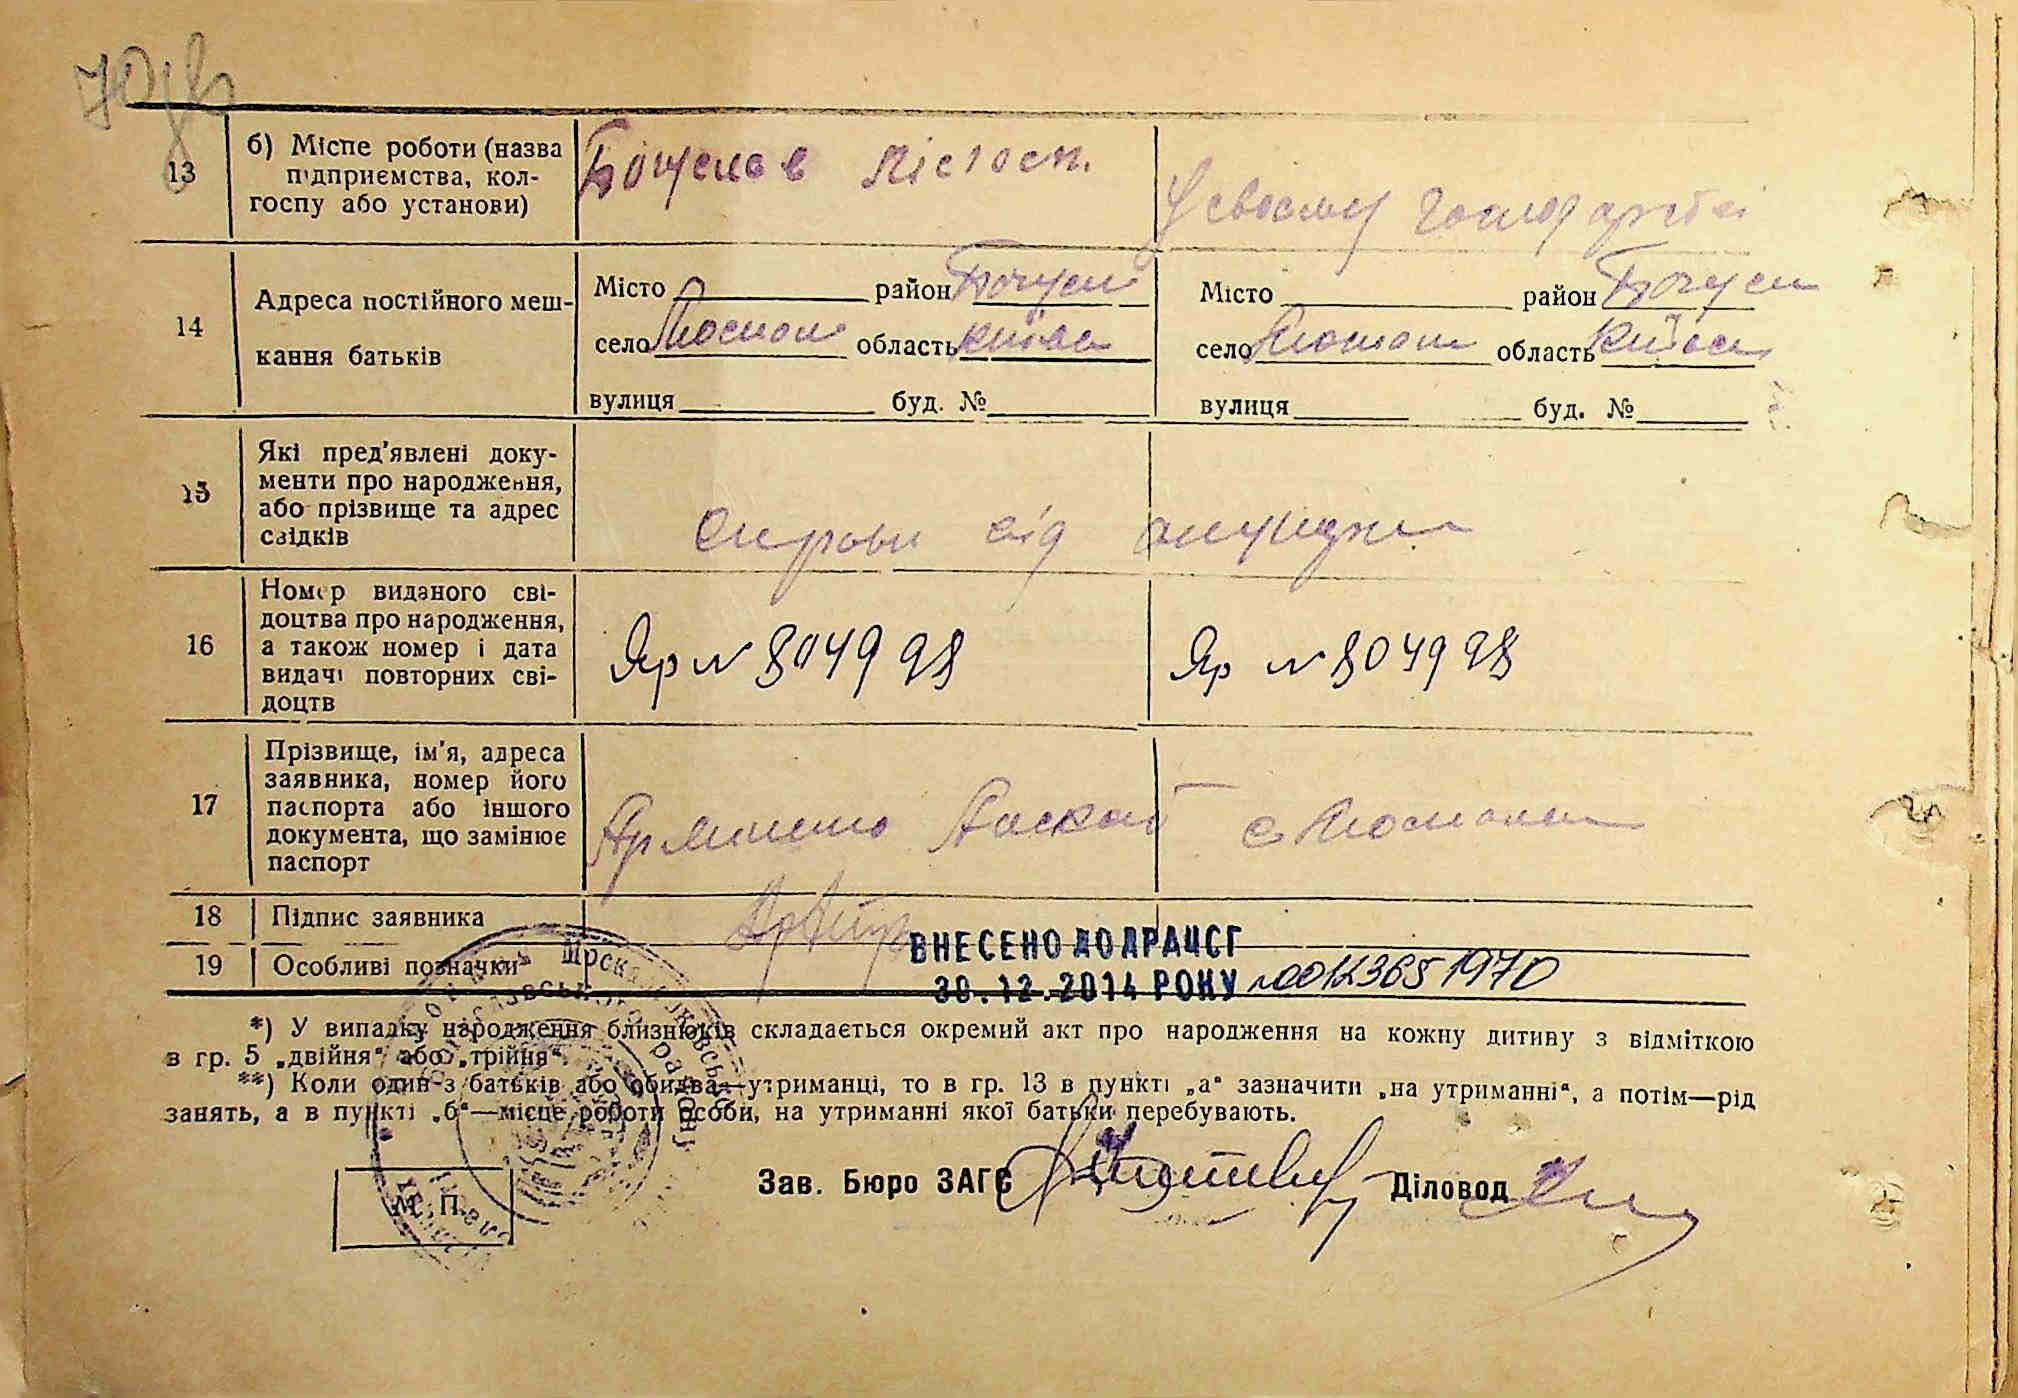 13
б) Місце роботи (назва
підприємства, кол-
госпу або установи)
Богуслав
У своєму господарстві
14
Адреса постійного меш-
кання батьків
Місто район Богусл
село область Київс
вулиця буд. №
Місто район Богусл
село область Київс
вулиця буд. №
15
Які пред'явлені доку-
менти про народження,
або прізвище та адрес
свідків
від
16
Номер виданого сві-
доцтва про народження,
а також номер і дата
видачі повторних сві-
доцтв
Яр N 804998
Яр N 804998
17
Прізвище, ім'я, адреса
заявника, номер його
паспорта або іншого
документа, що замінює
паспорт
с
18 Підпис заявника
ВНЕСЕНО ДО ДРАЦСГ
19 Особливі позначки
30.12.2014 РОКУ №00123651970
*) У випадку народження близнюків складається окремий акт про народження на кожну дитину з відміткою
в гр. 5 „двійня“ або „трійня“.
**) Коли один з батьків або обидва—утриманці, то в гр. 13 в пункті „а“ зазначити „на утриманні“, а потім—рід
занять, а в пункті „б“—місце роботи особи, на утриманні якої батьки перебувають.
Зав. Бюро ЗАГС Діловод
М. П.